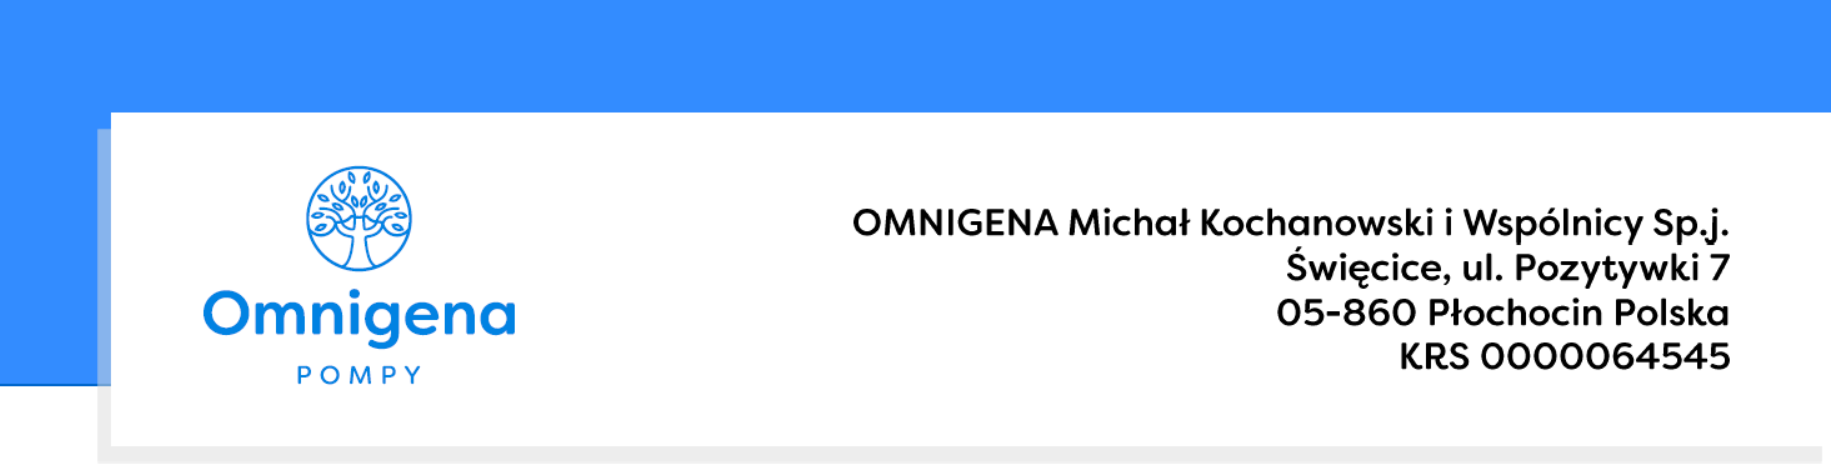 Omnigena
POMPY
OMNIGENA Michał Kochanowski i Wspólnicy Sp.j.
Święcice, ul. Pozytywki 7
05-860 Płochocin Polska
KRS 0000064545